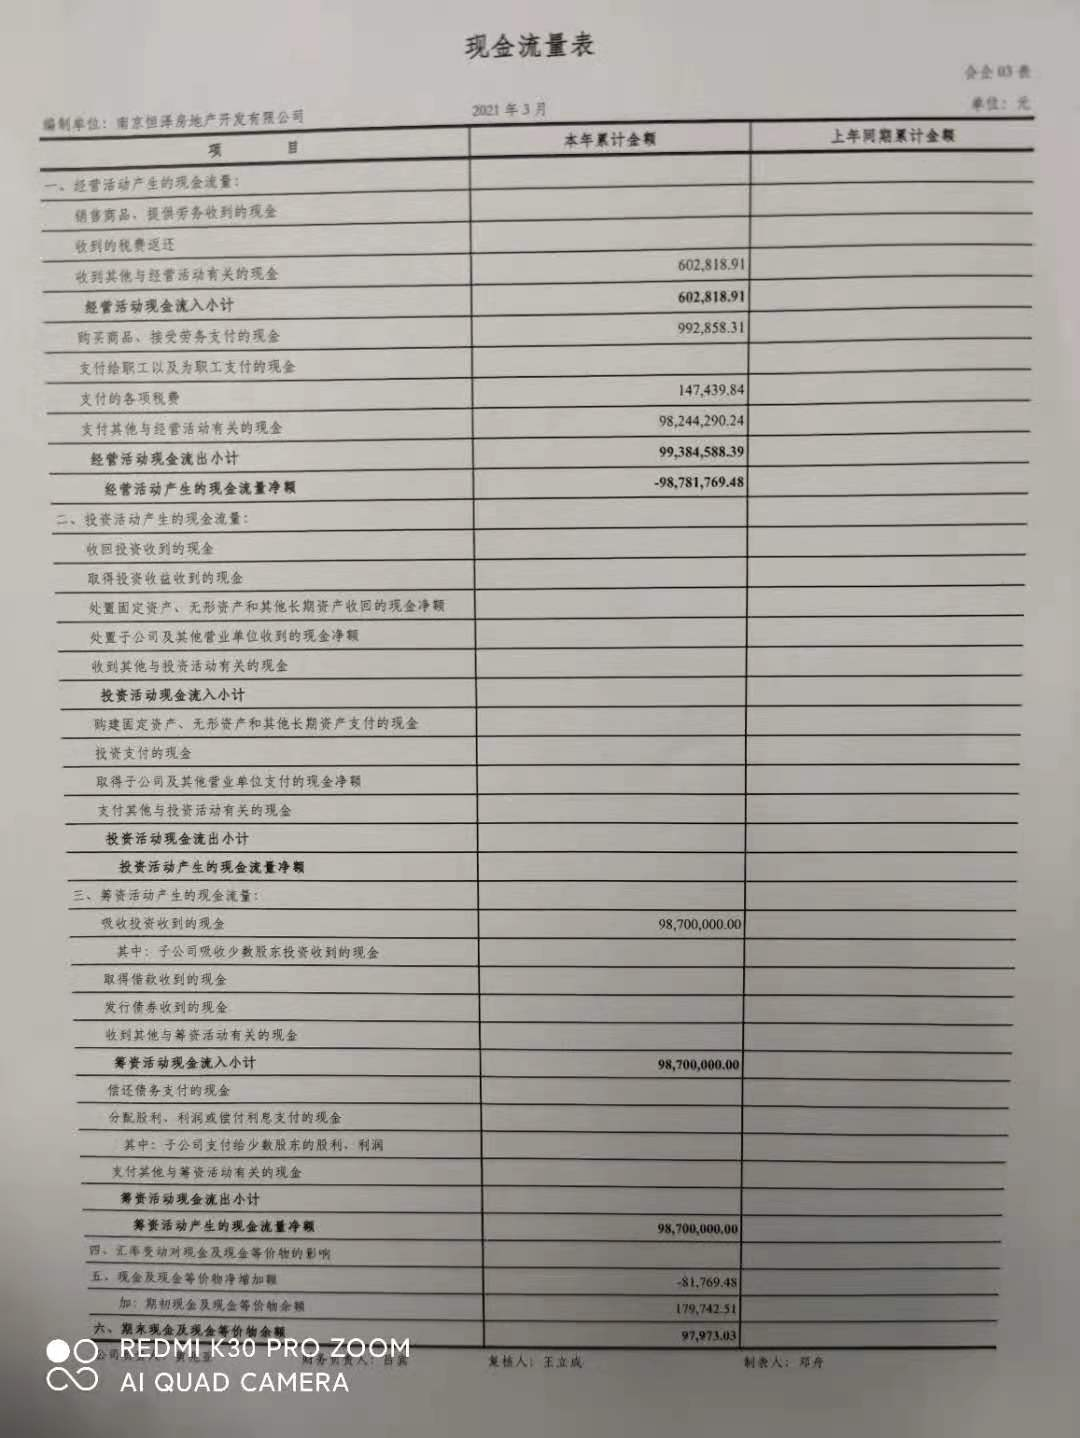 现金流量表
会企 03 表
编制单位：南京恒泽房地产开发有限公司 2021 年 3 月 单位：元
项 目 本年累计金额 上年同期累计金额
一、经营活动产生的现金流量：
销售商品、提供劳务收到的现金
收到的税费返还
收到其他与经营活动有关的现金 602,818.91
经营活动现金流入小计 602,818.91
购买商品、接受劳务支付的现金 992,858.31
支付给职工以及为职工支付的现金
支付的各项税费 147,439.84
支付其他与经营活动有关的现金 98,244,290.24
经营活动现金流出小计 99,384,588.39
经营活动产生的现金流量净额 -98,781,769.48
二、投资活动产生的现金流量：
收回投资收到的现金
取得投资收益收到的现金
处置固定资产、无形资产和其他长期资产收回的现金净额
处置子公司及其他营业单位收到的现金净额
收到其他与投资活动有关的现金
投资活动现金流入小计
购建固定资产、无形资产和其他长期资产支付的现金
投资支付的现金
取得子公司及其他营业单位支付的现金净额
支付其他与投资活动有关的现金
投资活动现金流出小计
投资活动产生的现金流量净额
三、筹资活动产生的现金流量：
吸收投资收到的现金 98,700,000.00
其中：子公司吸收少数股东投资收到的现金
取得借款收到的现金
发行债券收到的现金
收到其他与筹资活动有关的现金
筹资活动现金流入小计 98,700,000.00
偿还债务支付的现金
分配股利、利润或偿付利息支付的现金
其中：子公司支付给少数股东的股利、利润
支付其他与筹资活动有关的现金
筹资活动现金流出小计
筹资活动产生的现金流量净额 98,700,000.00
四、汇率变动对现金及现金等价物的影响
五、现金及现金等价物净增加额 -81,769.48
加：期初现金及现金等价物余额 179,742.51
六、期末现金及现金等价物余额 97,973.03
财务负责人：白 复核人：王立成 制表人：邓舟
REDMI K30 PRO ZOOM
AI QUAD CAMERA